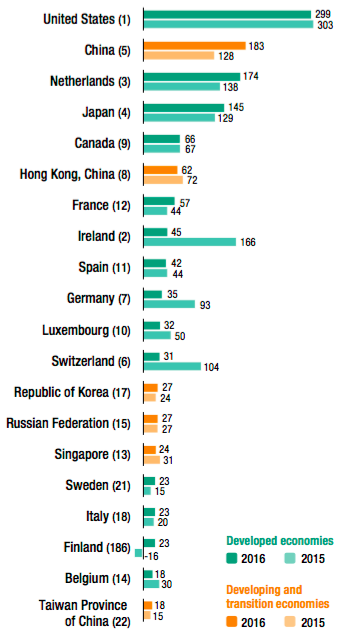 United States (1) 299
303
China (5) 183
128
Netherlands (3) 174
138
Japan (4) 145
129
Canada (9) 66
67
Hong Kong, China (8) 62
72
France (12) 57
44
Ireland (2) 45
166
Spain (11) 42
44
Germany (7) 35
93
Luxembourg (10) 32
50
Switzerland (6) 31
104
Republic of Korea (17) 27
24
Russian Federation (15) 27
27
Singapore (13) 24
31
Sweden (21) 23
15
Italy (18) 23
20
Finland (186) 23
-16
Belgium (14) 18
30
Taiwan Province
of China (22) 18
15
Developed economies
2016 2015
Developing and
transition economies
2016 2015